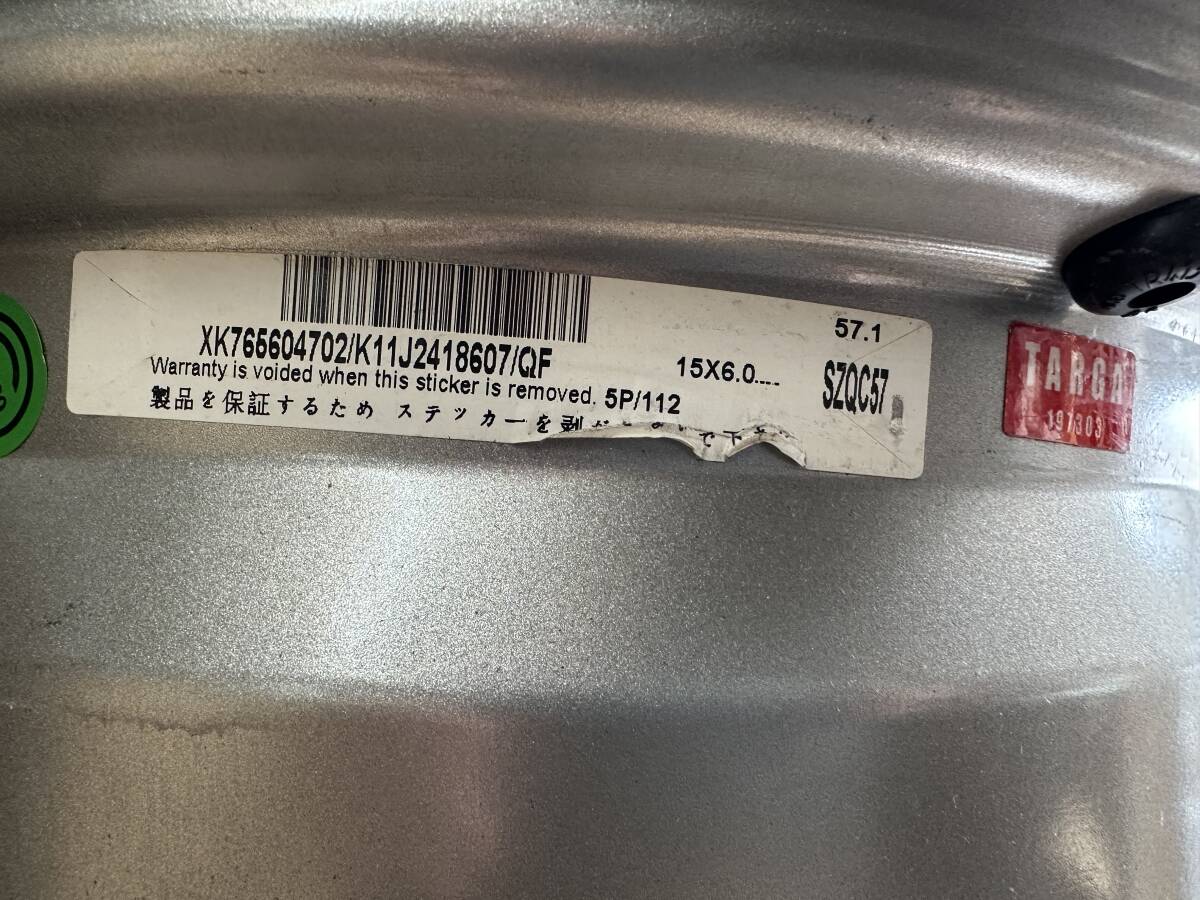 57.1
XK765604702/K11J2418607/QF
15X6.0....
SZQC57
Warranty is voided when this sticker is removed. 5P/112
製品を保証するため ステッカーを剥
TARGA
197303